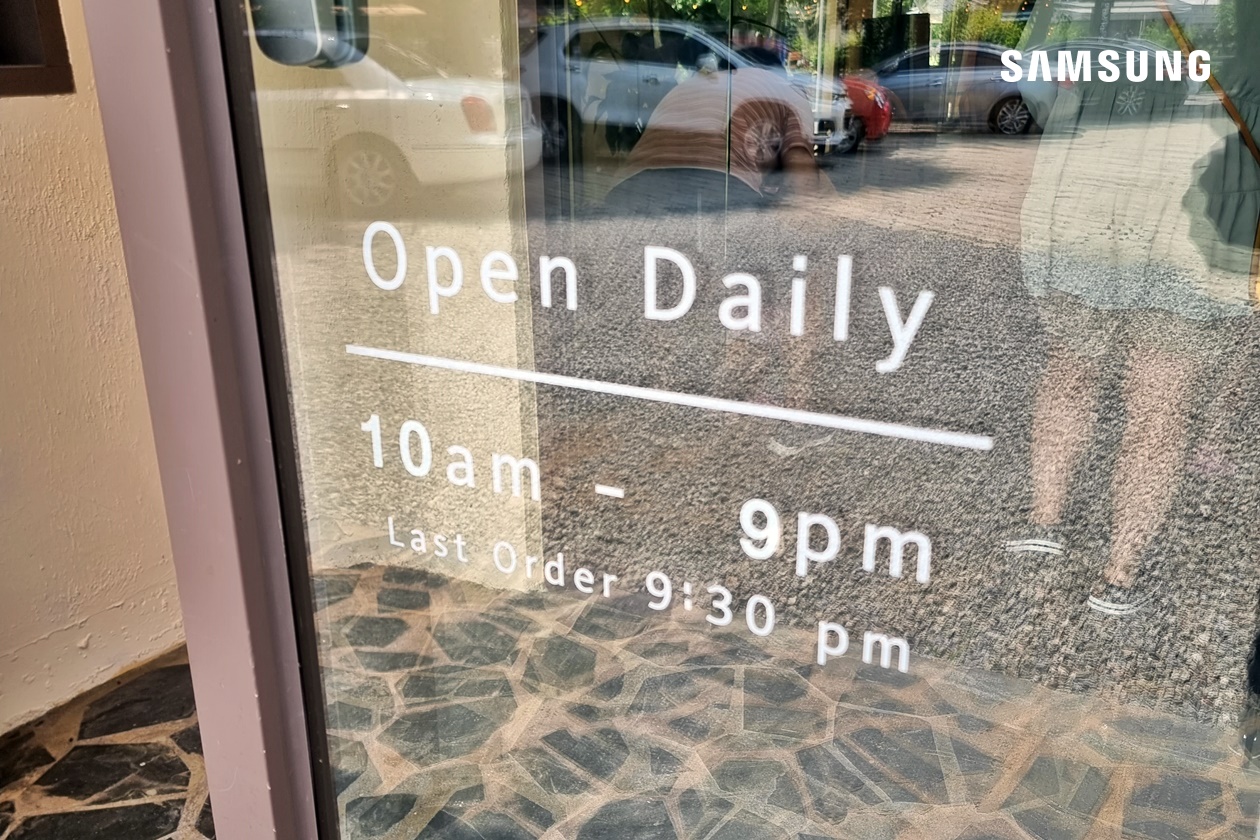 SAMSUNG
Open Daily
10am - 9pm
Last Order 9:30 pm